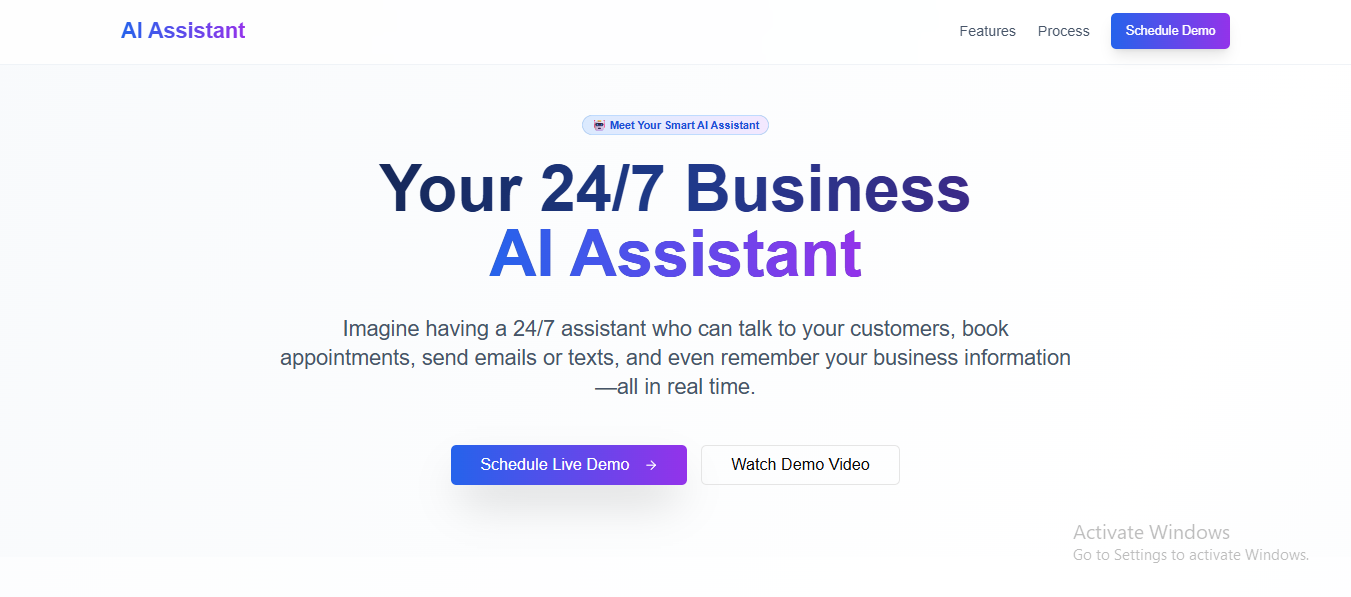 AI Assistant
Features
Process
Schedule Demo
Meet Your Smart AI Assistant
Your 24/7 Business
AI Assistant
Imagine having a 24/7 assistant who can talk to your customers, book
appointments, send emails or texts, and even remember your business information
—all in real time.
Schedule Live Demo →
Watch Demo Video
Activate Windows
Go to Settings to activate Windows.